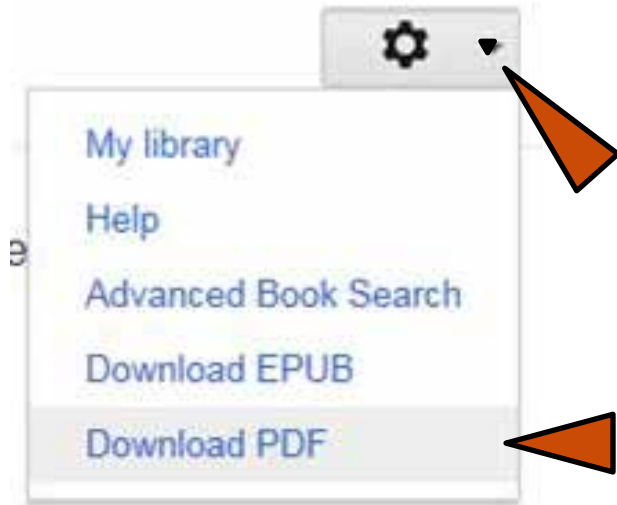 My library
Help
e
Advanced Book Search
Download EPUB
Download PDF